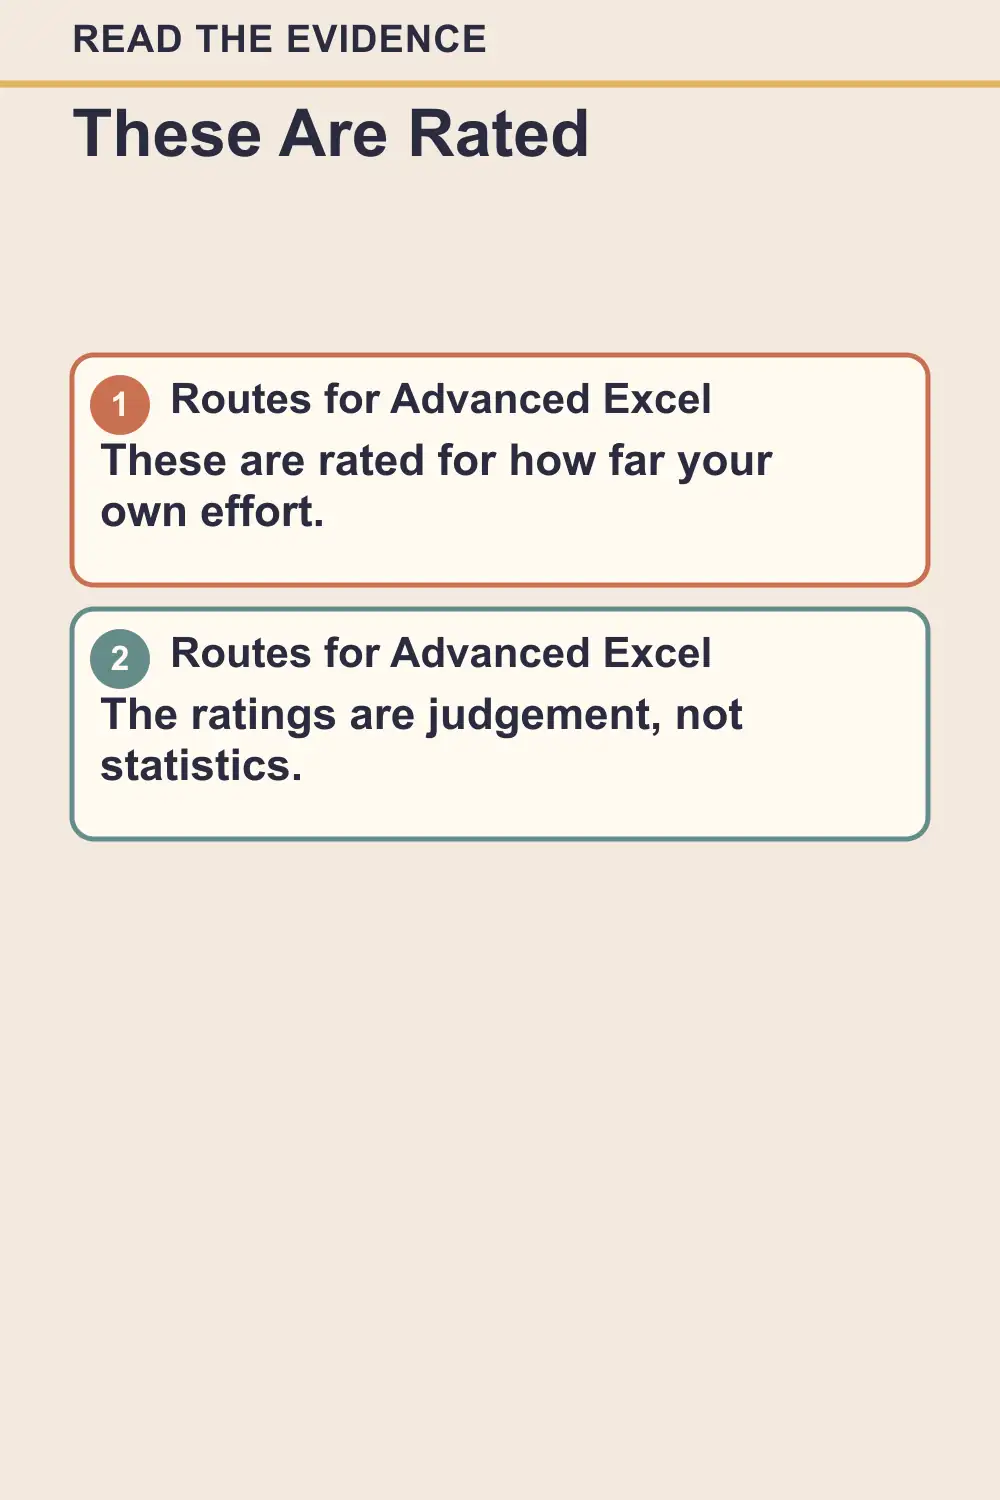 READ THE EVIDENCE
These Are Rated
1 Routes for Advanced Excel
These are rated for how far your
own effort.
2 Routes for Advanced Excel
The ratings are judgement, not
statistics.